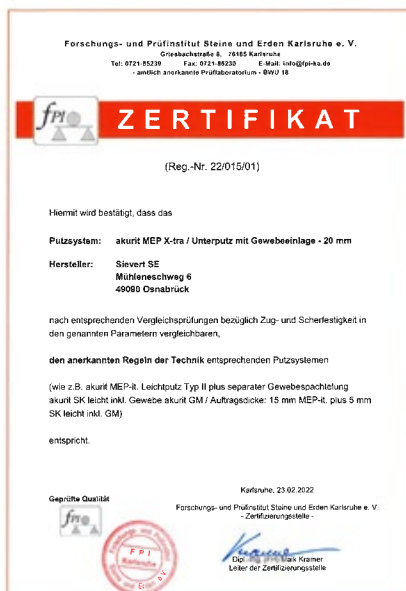 Forschungs- und Prüfinstitut Steine und Erden Karlsruhe e. V.
Griesbachstraße 8, 76185 Karlsruhe
Tel: 0721-85239 Fax: 0721-85230 E-Mail: info@fpi-ka.de
- amtlich anerkannte Prüflaboratorium - BWU 18
fPI
ZERTIFIKAT
(Reg.-Nr. 22/015/01)
Hiermit wird bestätigt, dass das
Putzsystem: akurit MEP X-tra / Unterputz mit Gewebeeinlage - 20 mm
Hersteller: Sievert SE
Mühleneschweg 6
49090 Osnabrück
nach entsprechenden Vergleichsprüfungen bezüglich Zug- und Scherfestigkeit in
den genannten Parametern vergleichbaren,
den anerkannten Regeln der Technik entsprechenden Putzsystemen
(wie z.B. akurit MEP-it. Leichtputz Typ II plus separater Gewebespachtelung
akurit SK leicht inkl. Gewebe akurit GM / Auftragsdicke: 15 mm MEP-it. plus 5 mm
SK leicht inkl. GM)
entspricht.
Karlsruhe, 23.02.2022
Geprüfte Qualität
Forschungs- und Prüfinstitut Steine und Erden Karlsruhe e. V.
- Zertifizierungsstelle -
fPI
FPI
Karlsruhe
Dipl. Maik Kramer
Leiter der Zertifizierungsstelle